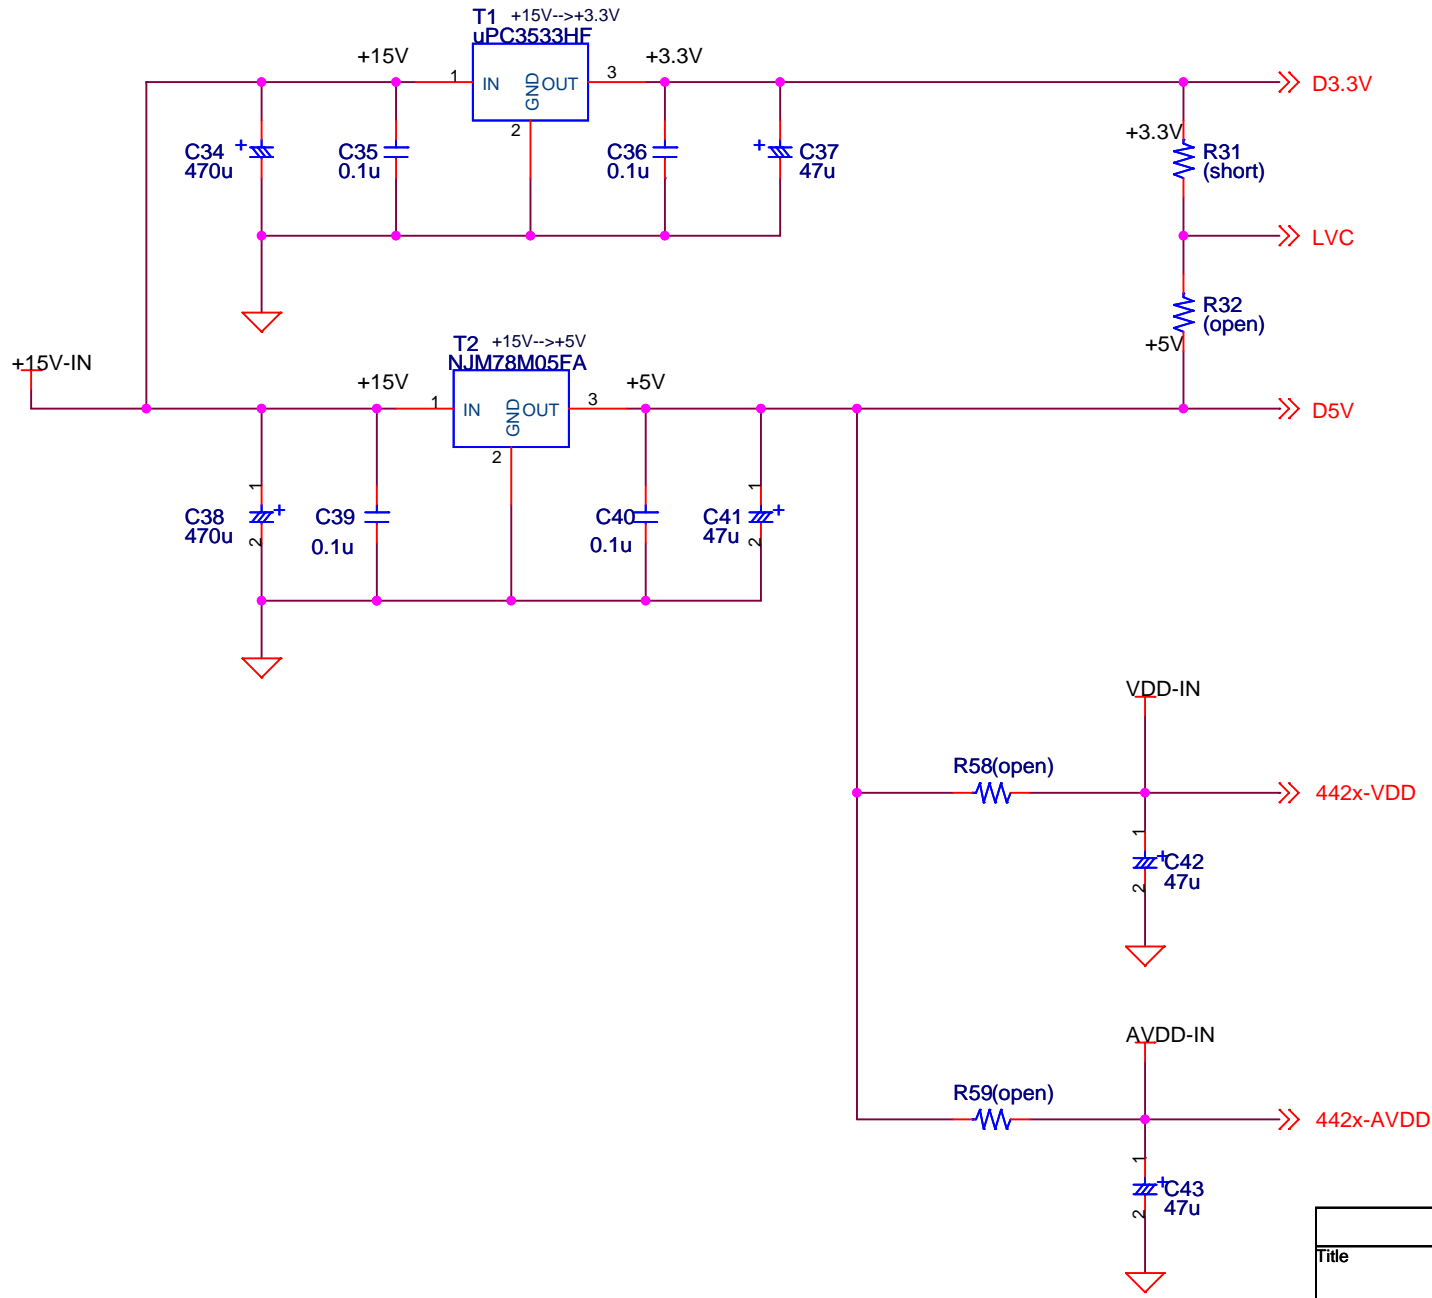 T1 +15V-->+3.3V
uPC3533HF
+15V
1
IN
GND
OUT
3
2
+3.3V
D3.3V
C34
470u
+
C35
0.1u
C36
0.1u
+
C37
47u
+3.3V
R31
(short)
LVC
R32
(open)
+5V
+15V-IN
T2 +15V-->+5V
NJM78M05FA
+15V
1
IN
GND
OUT
3
2
+5V
D5V
C38
470u
1
+
2
C39
0.1u
C40
0.1u
C41
47u
1
+
2
VDD-IN
R58(open)
442x-VDD
1
+
C42
47u
2
AVDD-IN
R59(open)
442x-AVDD
1
+
C43
47u
2
Title